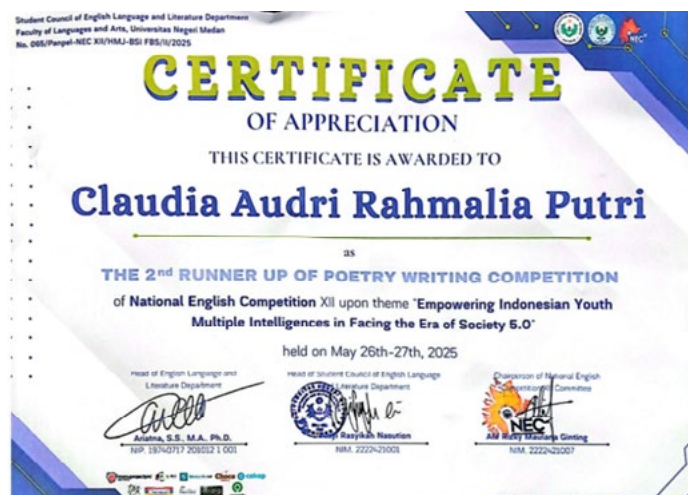 Student Council of English Language and Literature Department
Faculty of Languages and Arts, Universitas Negeri Medan
No. 065/Panpel-NEC XII/HMJ-BSI FBS/II/2025
NEC
CERTIFICATE
OF APPRECIATION
THIS CERTIFICATE IS AWARDED TO
Claudia Audri Rahmalia Putri
as
THE 2nd RUNNER UP OF POETRY WRITING COMPETITION
of National English Competition XII upon theme "Empowering Indonesian Youth
Multiple Intelligences in Facing the Era of Society 5.0"
held on May 26th-27th, 2025
Head of English Language and
Literature Department
Ariatna, S.S., M.A., Ph.D.
NIP. 19740717 201012 1 001
Head of Student Council of English Language
Literature Department
Rasyikah Nasution
NIM. 2222421001
Chairperson of National English
Competition Committee
NEC
Rizky Maulana Ginting
NIM. 2222421007